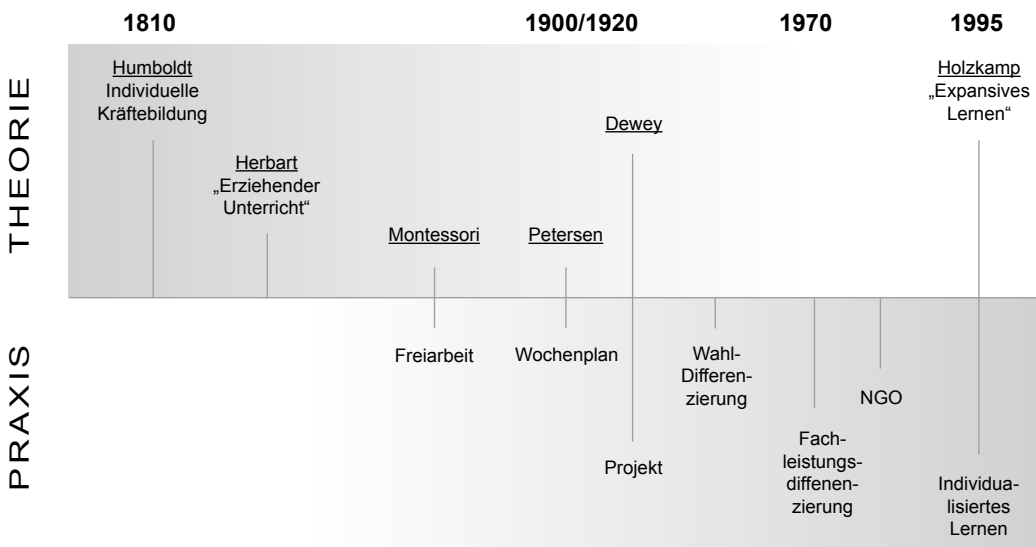 1810
1900/1920
1970
1995
THEORIE
Humboldt
Individuelle
Kräftebildung
Herbart
„Erziehender
Unterricht“
Montessori
Petersen
Dewey
Holzkamp
„Expansives
Lernen“
PRAXIS
Freiarbeit
Wochenplan
Projekt
Wahl-
Differen-
zierung
Fach-
leistungs-
diffenen-
zierung
NGO
Individua-
lisiertes
Lernen